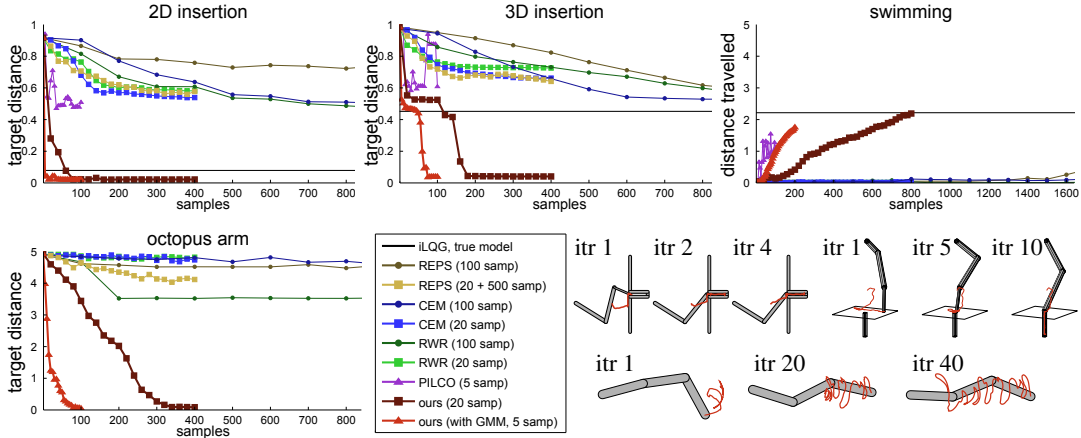 2D insertion
target distance
1
0.8
0.6
0.4
0.2
0
100 200 300 400 500 600 700 800
samples
3D insertion
target distance
1
0.8
0.6
0.4
0.2
0
100 200 300 400 500 600 700 800
samples
swimming
distance travelled
5
4
3
2
1
0
200 400 600 800 1000 1200 1400 1600
samples
octopus arm
target distance
5
4
3
2
1
0
100 200 300 400 500 600 700 800
samples
iLQG, true model
REPS (100 samp)
REPS (20 + 500 samp)
CEM (100 samp)
CEM (20 samp)
RWR (100 samp)
RWR (20 samp)
PILCO (5 samp)
ours (20 samp)
ours (with GMM, 5 samp)
itr 1 itr 2 itr 4 itr 1 itr 5 itr 10
itr 1 itr 20 itr 40